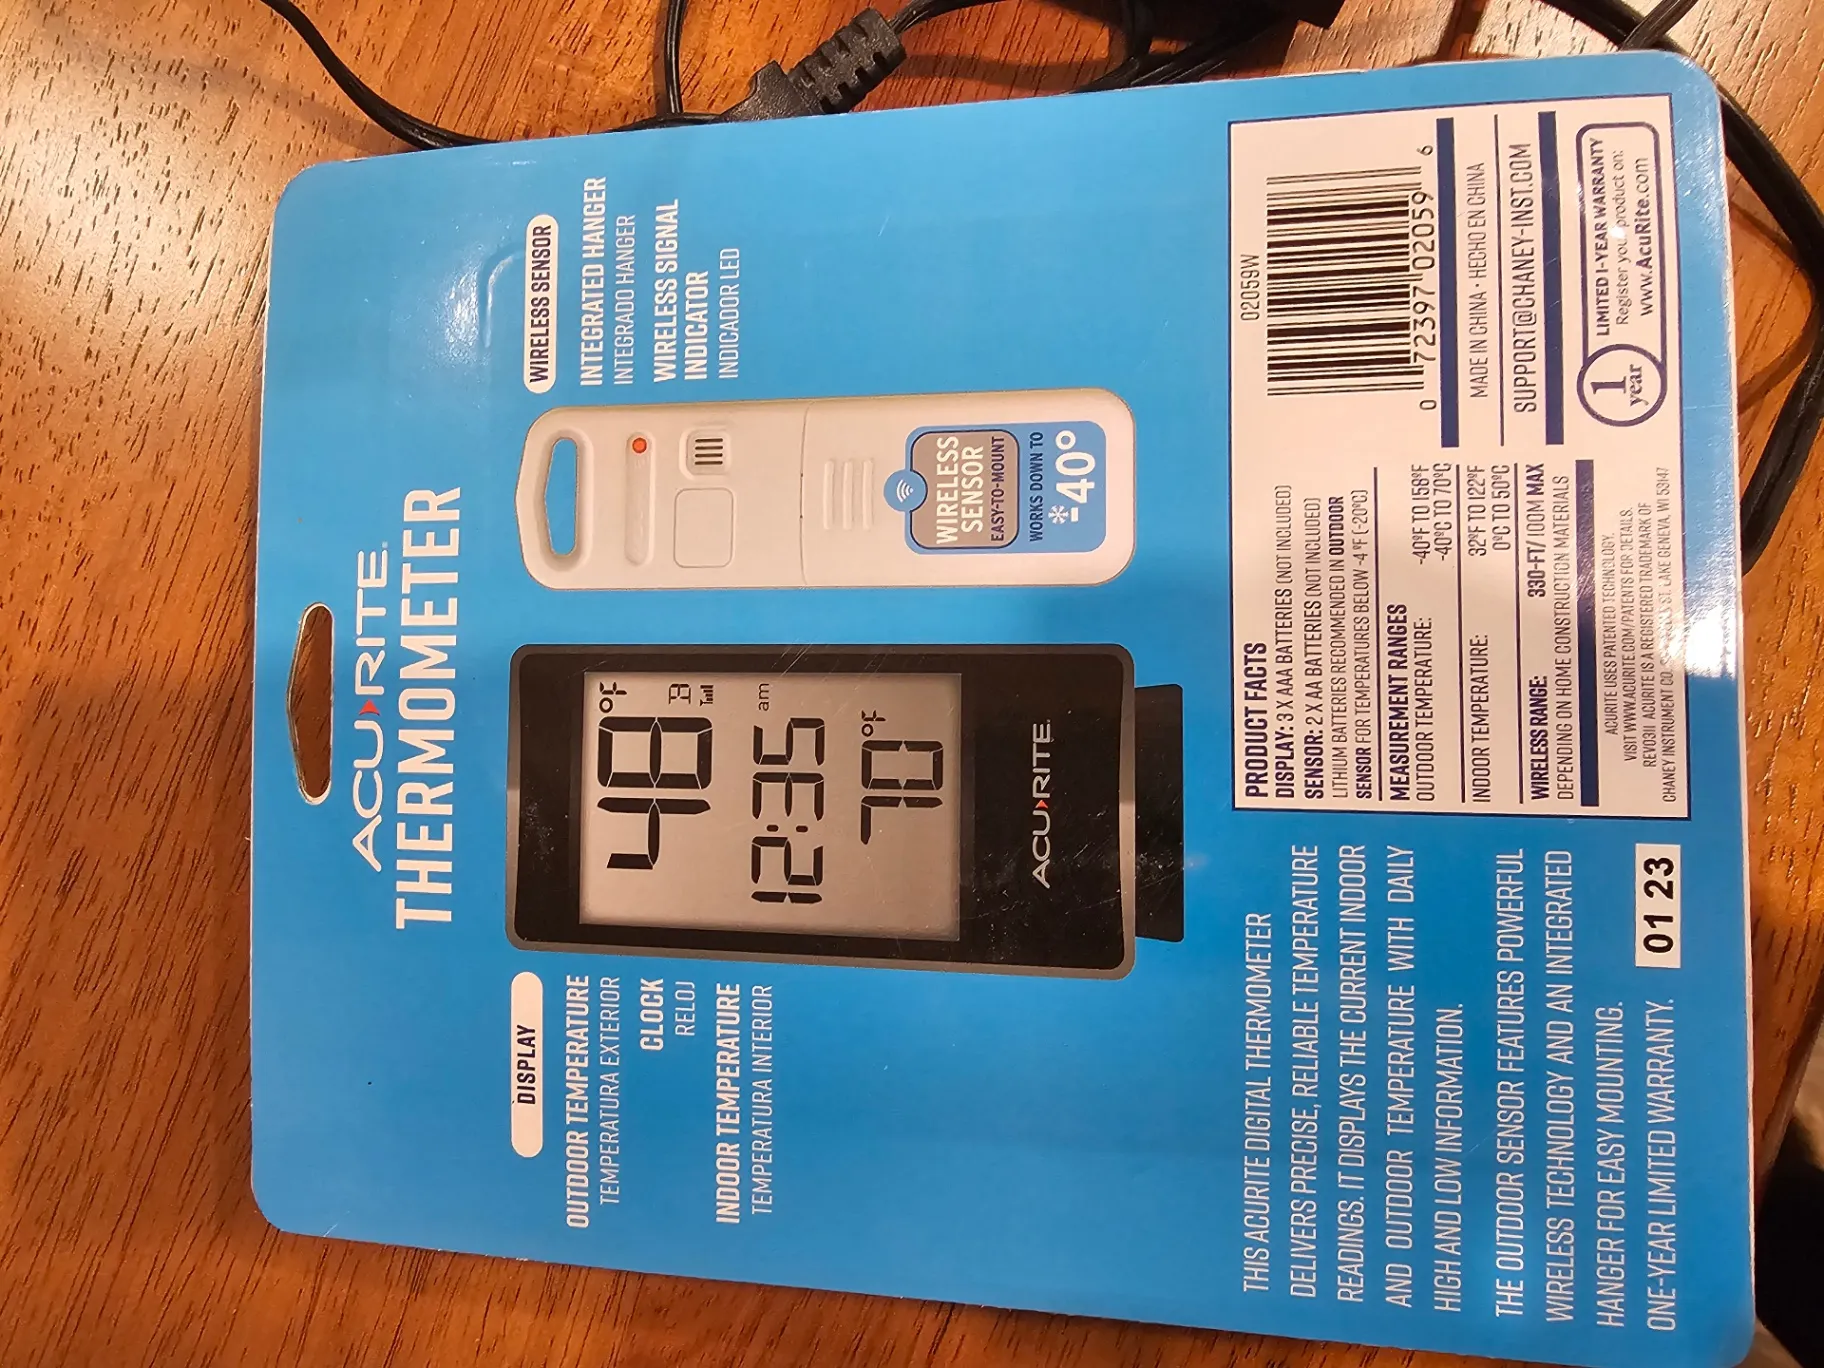 ACU›RITE®
THERMOMETER
DISPLAY
OUTDOOR TEMPERATURE
TEMPERATURA EXTERIOR
CLOCK
RELOJ
INDOOR TEMPERATURE
TEMPERATURA INTERIOR
48°F
B
12:35 am
70°F
ACU›RITE®
WIRELESS SENSOR
INTEGRATED HANGER
INTEGRADO HANGER
WIRELESS SIGNAL
INDICATOR
INDICADOR LED
WIRELESS
SENSOR
EASY-TO-MOUNT
WORKS DOWN TO
-40°
THIS ACURITE DIGITAL THERMOMETER
DELIVERS PRECISE, RELIABLE TEMPERATURE
READINGS. IT DISPLAYS THE CURRENT INDOOR
AND OUTDOOR TEMPERATURE WITH DAILY
HIGH AND LOW INFORMATION.
THE OUTDOOR SENSOR FEATURES POWERFUL
WIRELESS TECHNOLOGY AND AN INTEGRATED
HANGER FOR EASY MOUNTING.
ONE-YEAR LIMITED WARRANTY.
01 23
PRODUCT FACTS
DISPLAY: 3 X AAA BATTERIES (NOT INCLUDED)
SENSOR: 2 X AA BATTERIES (NOT INCLUDED)
LITHIUM BATTERIES RECOMMENDED IN OUTDOOR
SENSOR FOR TEMPERATURES BELOW -4°F (-20°C)
MEASUREMENT RANGES
OUTDOOR TEMPERATURE: -40°F TO 158°F
-40°C TO 70°C
INDOOR TEMPERATURE: 32°F TO 122°F
0°C TO 50°C
WIRELESS RANGE: 330-FT/ 100M MAX
DEPENDING ON HOME CONSTRUCTION MATERIALS
ACURITE USES PATENTED TECHNOLOGY.
VISIT WWW.ACURITE.COM/PATENTS FOR DETAILS.
ACURITE IS A REGISTERED TRADEMARK OF
CHANEY INSTRUMENT CO. ST. LAKE GENEVA, WI 53147
02059W
0 72397 02059 6
MADE IN CHINA • HECHO EN CHINA
SUPPORT@CHANEY-INST.COM
1
year
LIMITED 1-YEAR WARRANTY
Register your product on:
www.AcuRite.com